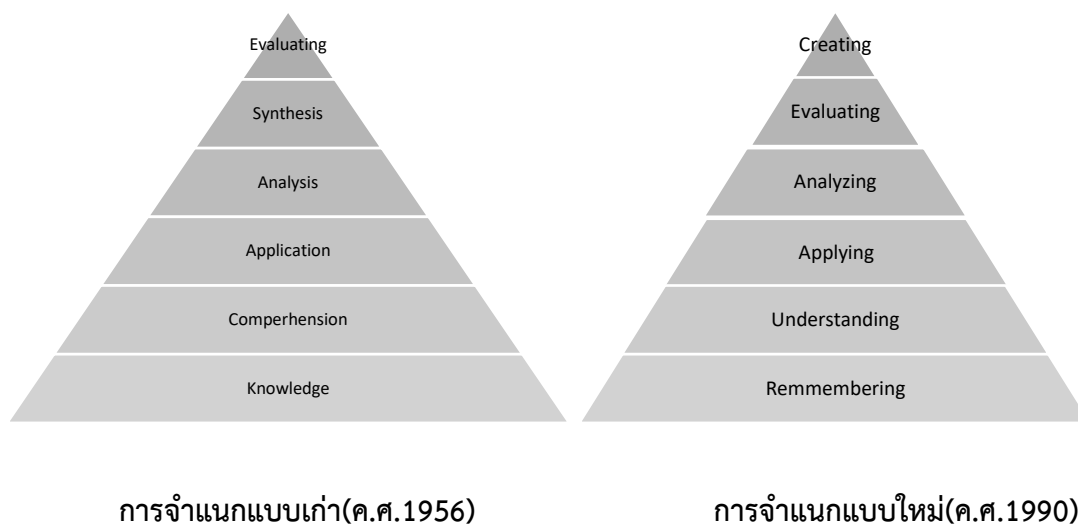 Evaluating
Synthesis
Analysis
Application
Comperhension
Knowledge
การจำแนกแบบเก่า(ค.ศ.1956)
Creating
Evaluating
Analyzing
Applying
Understanding
Remmembering
การจำแนกแบบใหม่(ค.ศ.1990)